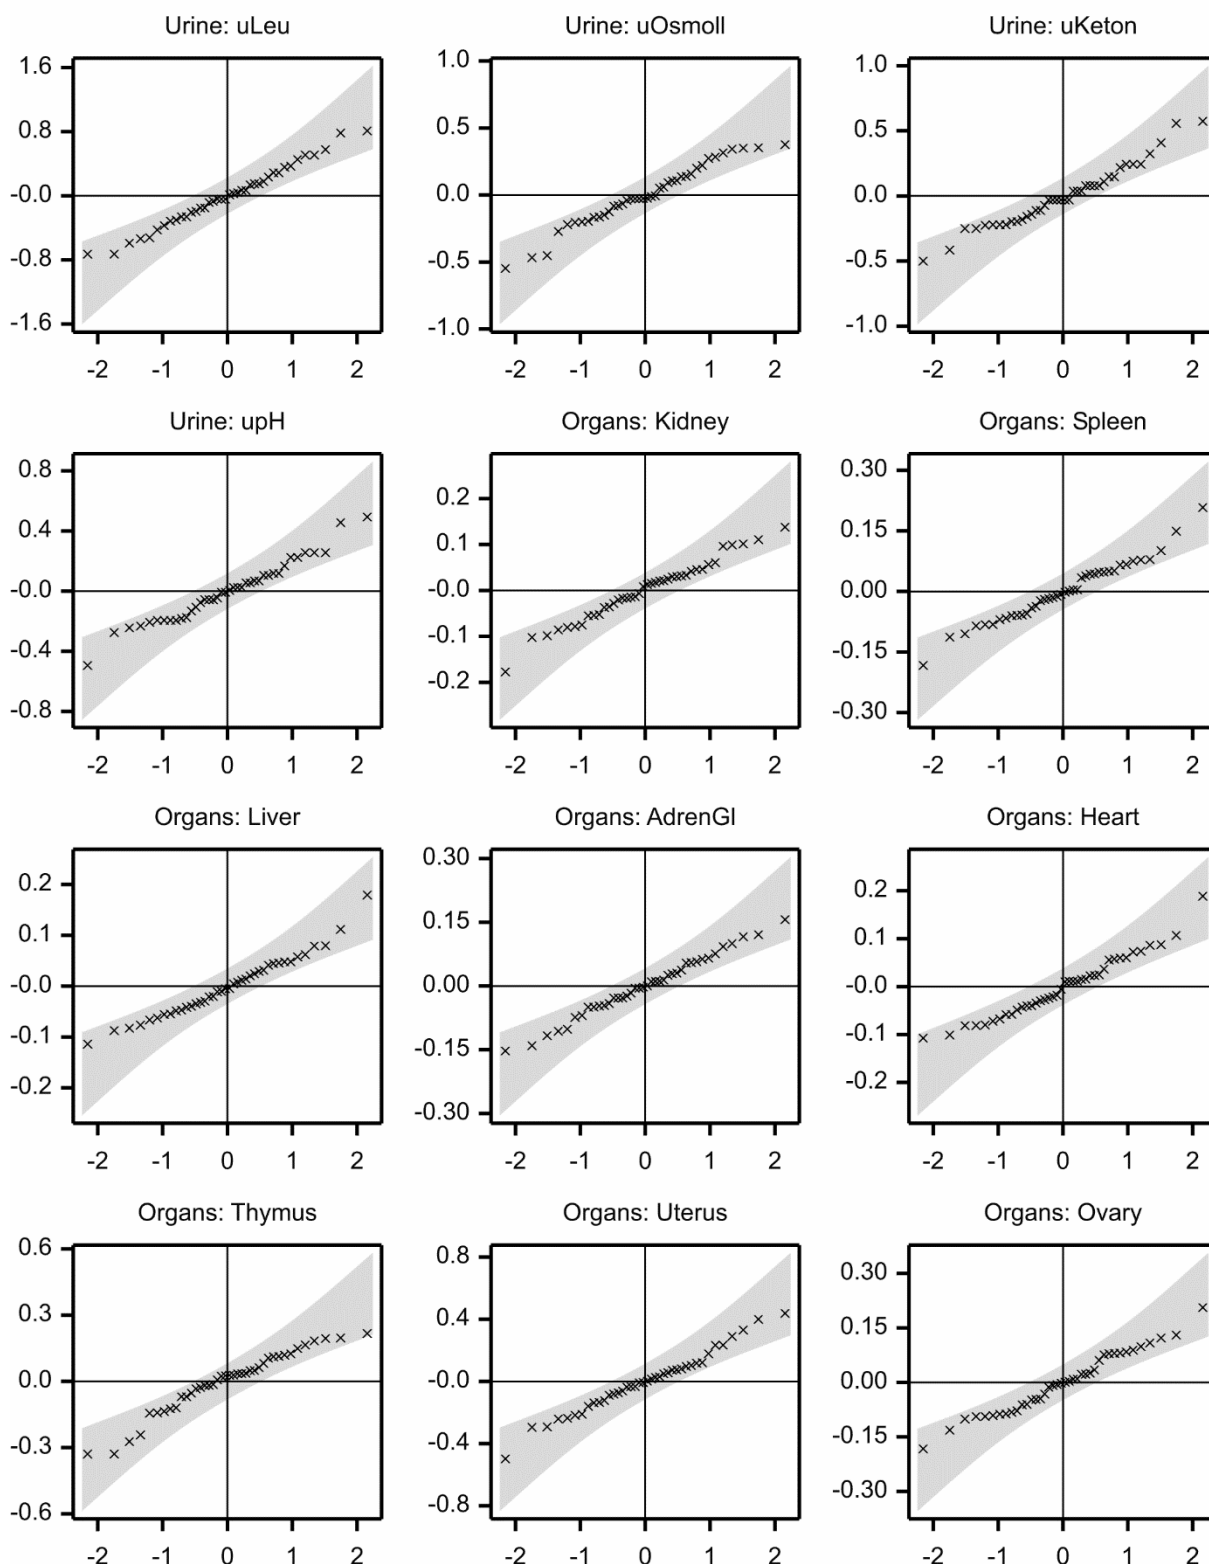 Urine: uLeu Urine: uOsmoll Urine: uKeton
1.6 1.0 1.0
0.8 0.5 0.5
-0.0 0.0 0.0
-0.8 -0.5 -0.5
-1.6 -1.0 -1.0
-2 -1 0 1 2 -2 -1 0 1 2 -2 -1 0 1 2
Urine: upH Organs: Kidney Organs: Spleen
0.8 0.2 0.30
0.4 0.1 0.15
-0.0 -0.0 0.00
-0.4 -0.1 -0.15
-0.8 -0.2 -0.30
-2 -1 0 1 2 -2 -1 0 1 2 -2 -1 0 1 2
Organs: Liver Organs: AdrenGl Organs: Heart
0.2 0.30 0.2
0.1 0.15 0.1
-0.0 0.00 -0.0
-0.1 -0.15 -0.1
-0.2 -0.30 -0.2
-2 -1 0 1 2 -2 -1 0 1 2 -2 -1 0 1 2
Organs: Thymus Organs: Uterus Organs: Ovary
0.6 0.8 0.30
0.3 0.4 0.15
0.0 -0.0 0.00
-0.3 -0.4 -0.15
-0.6 -0.8 -0.30
-2 -1 0 1 2 -2 -1 0 1 2 -2 -1 0 1 2